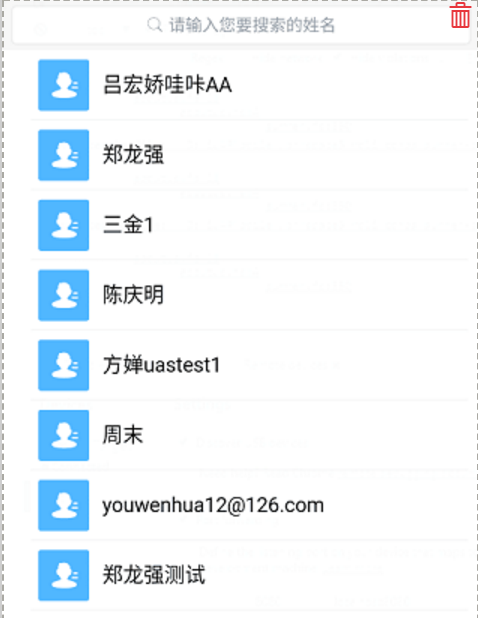 请输入您要搜索的姓名
吕宏娇哇咔AA
郑龙强
三金1
陈庆明
方婵uastest1
周末
youwenhua12@126.com
郑龙强测试